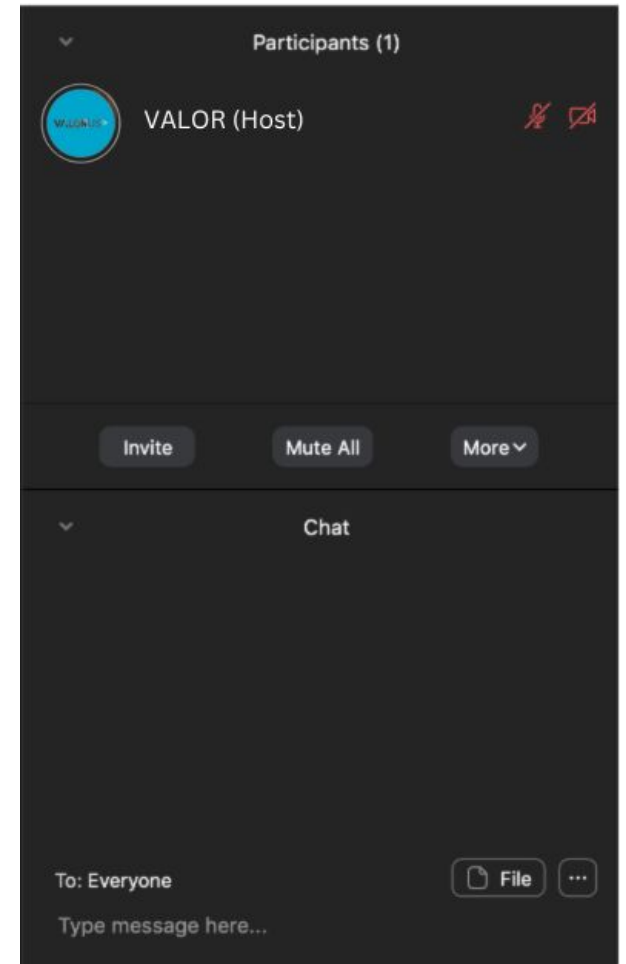 Participants (1)
VALOR (Host)
Invite
Mute All
More
Chat
To: Everyone
File
Type message here...